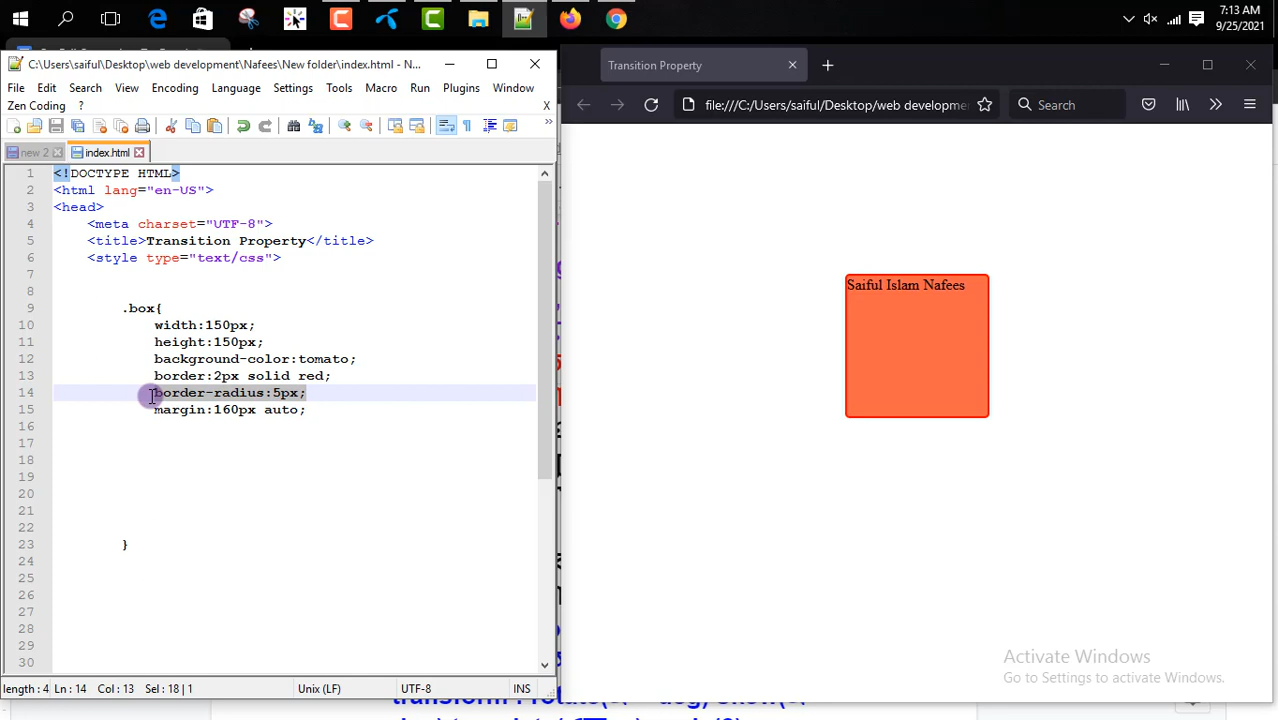 7:13 AM
9/25/2021
C:\Users\saiful\Desktop\web development\Nafees\New folder\index.html - N...
File Edit Search View Encoding Language Settings Tools Macro Run Plugins Window
Zen Coding ? X
new 2 index.html
1 <!DOCTYPE HTML>
2 <html lang="en-US">
3 <head>
4 <meta charset="UTF-8">
5 <title>Transition Property</title>
6 <style type="text/css">
7
8
9 .box{
10 width:150px;
11 height:150px;
12 background-color:tomato;
13 border:2px solid red;
14 border-radius:5px;
15 margin:160px auto;
16
17
18
19
20
21
22
23 }
24
25
26
27
28
29
30
length: 4 Ln: 14 Col: 13 Sel: 18 | 1 Unix (LF) UTF-8 INS
Transition Property
file:///C:/Users/saiful/Desktop/web developme
Search
Saiful Islam Nafees
Activate Windows
Go to Settings to activate Windows.